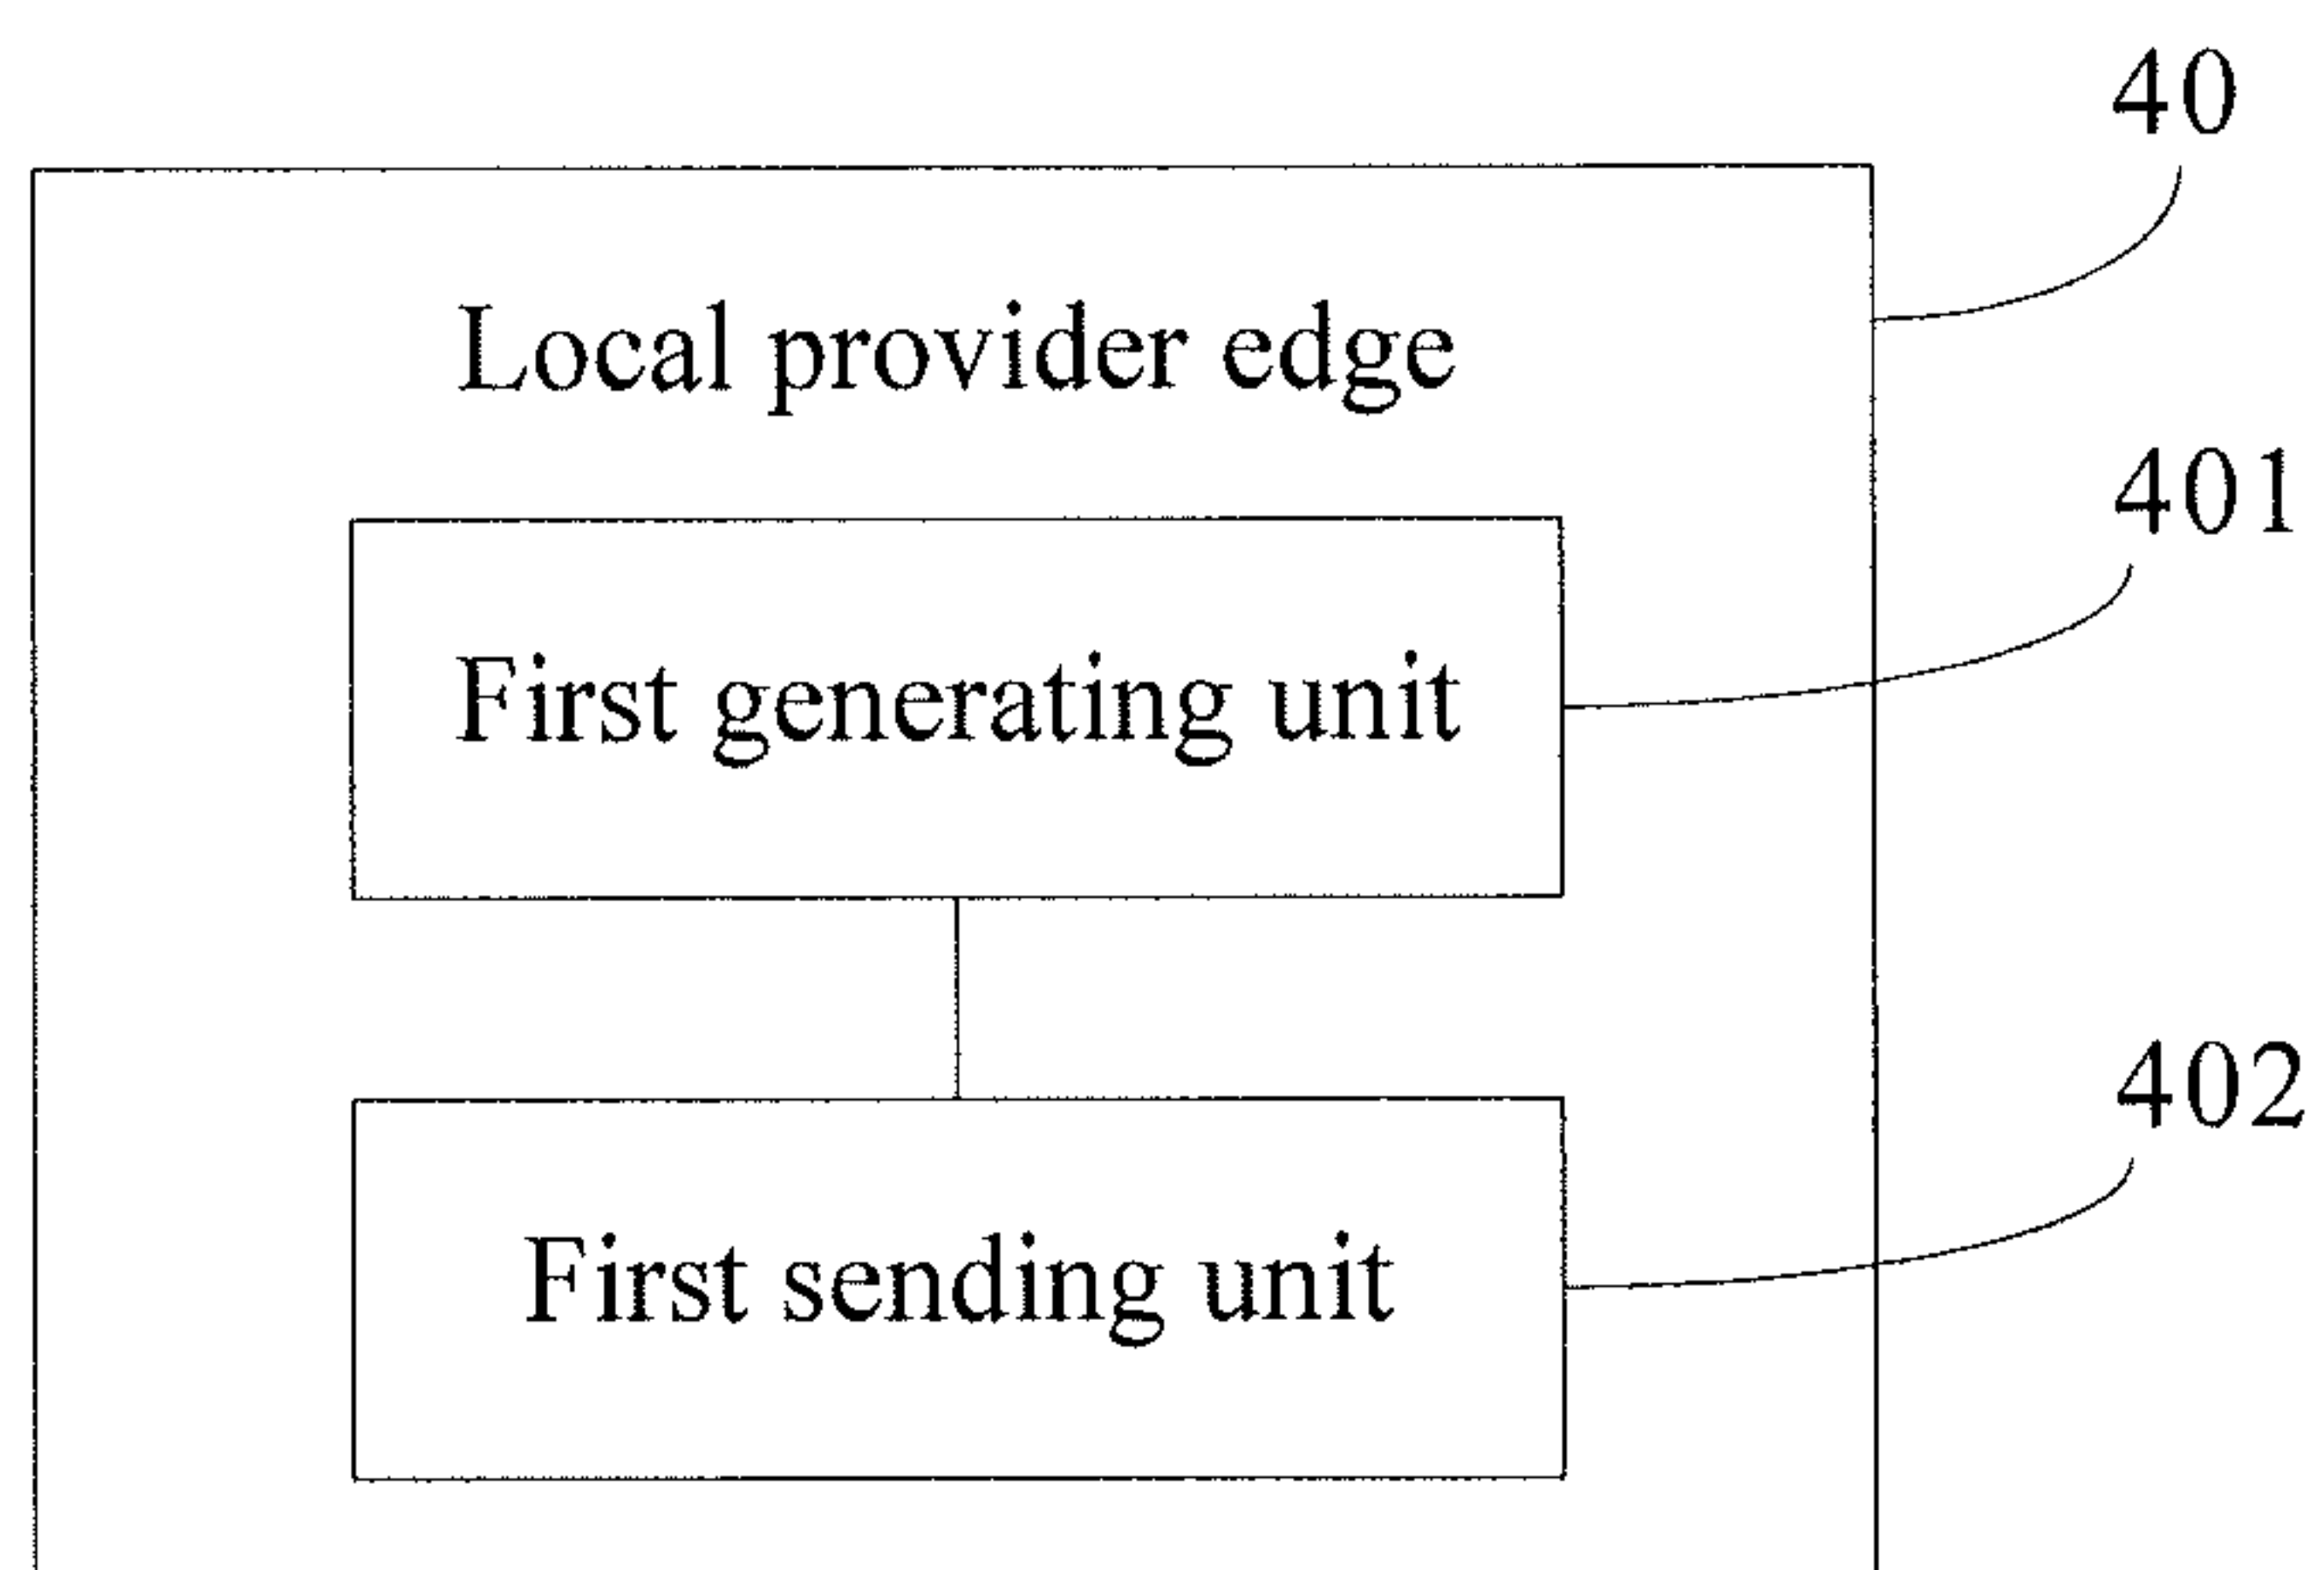 40
Local provider edge
401
First generating unit
402
First sending unit